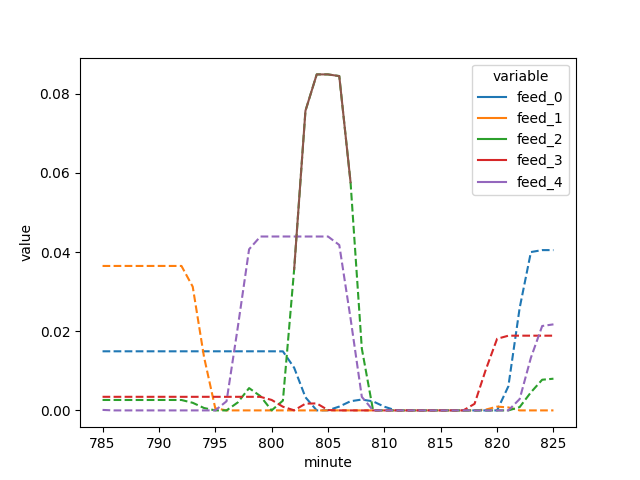 variable
feed_0
feed_1
feed_2
feed_3
feed_4
value
0.08
0.06
0.04
0.02
0.00
785 790 795 800 805 810 815 820 825
minute